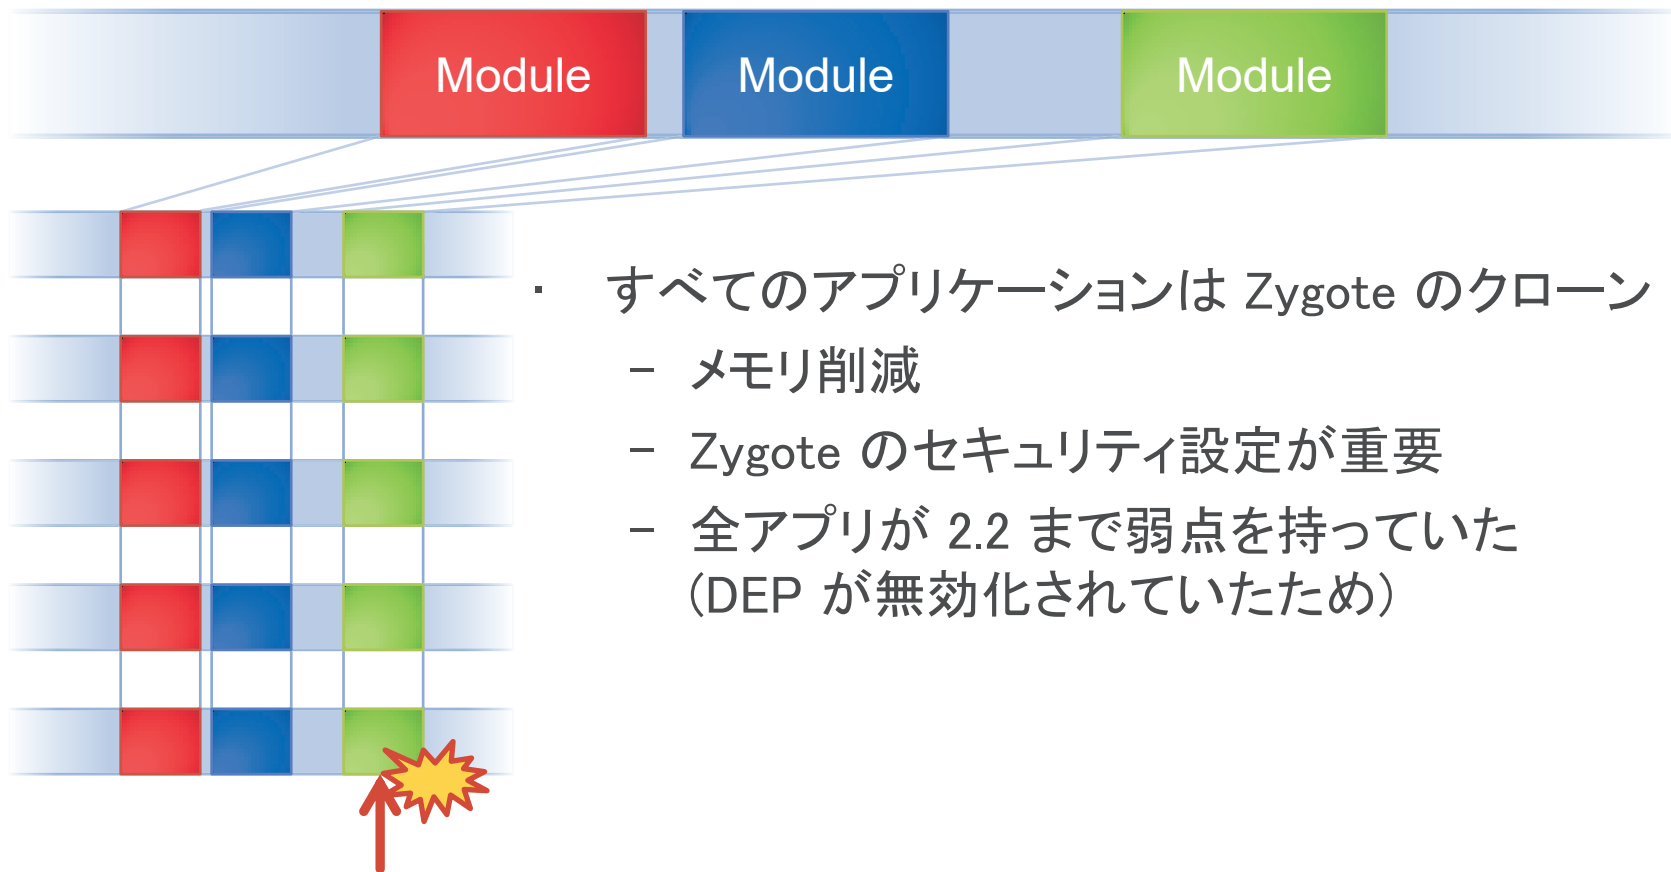 Module Module Module
・ すべてのアプリケーションは Zygote のクローン
– メモリ削減
– Zygote のセキュリティ設定が重要
– 全アプリが 2.2 まで弱点を持っていた
(DEP が無効化されていたため)